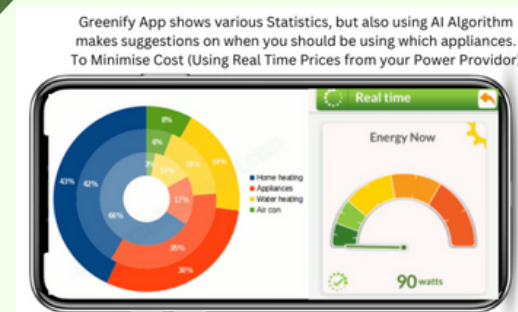 Greenify App shows various Statistics, but also using AI Algorithm
makes suggestions on when you should be using which appliances.
To Minimise Cost (Using Real Time Prices from your Power Providor)
Real time
Energy Now
8%
6%
3%
19%
43%
42%
66%
17%
35%
30%
Home heating
Appliances
Water heating
Air con
90 watts